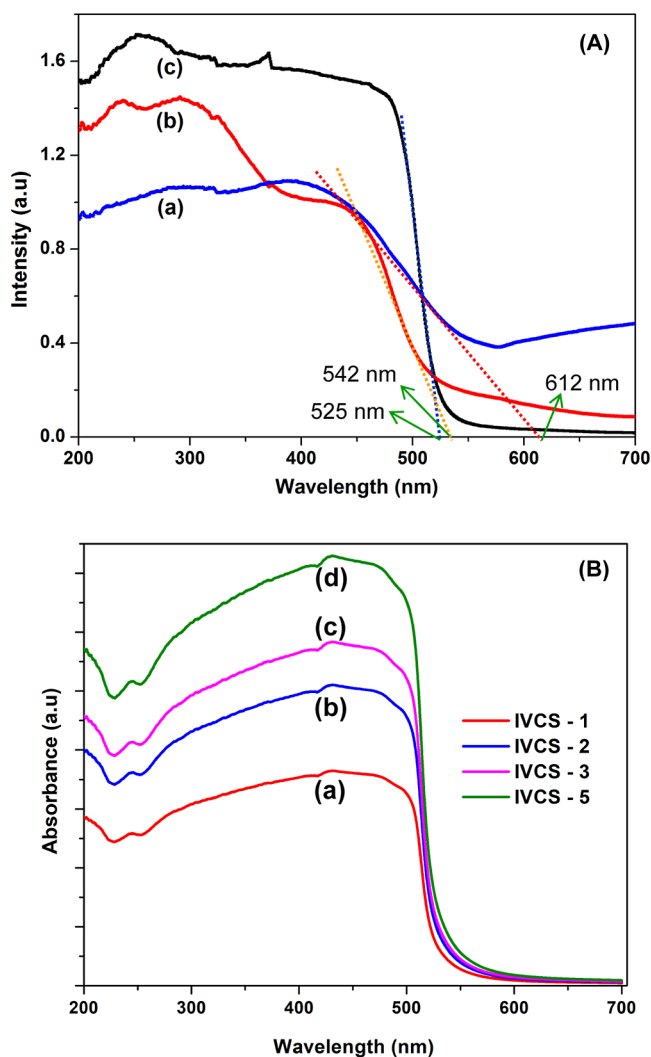 (A)
(c)
(b)
(a)
1.6
1.2
0.8
0.4
0.0
Intensity (a.u)
542 nm
525 nm
612 nm
200 300 400 500 600 700
Wavelength (nm)
(B)
(d)
(c)
(b)
(a)
IVCS - 1
IVCS - 2
IVCS - 3
IVCS - 5
Absorbance (a.u)
200 300 400 500 600 700
Wavelength (nm)